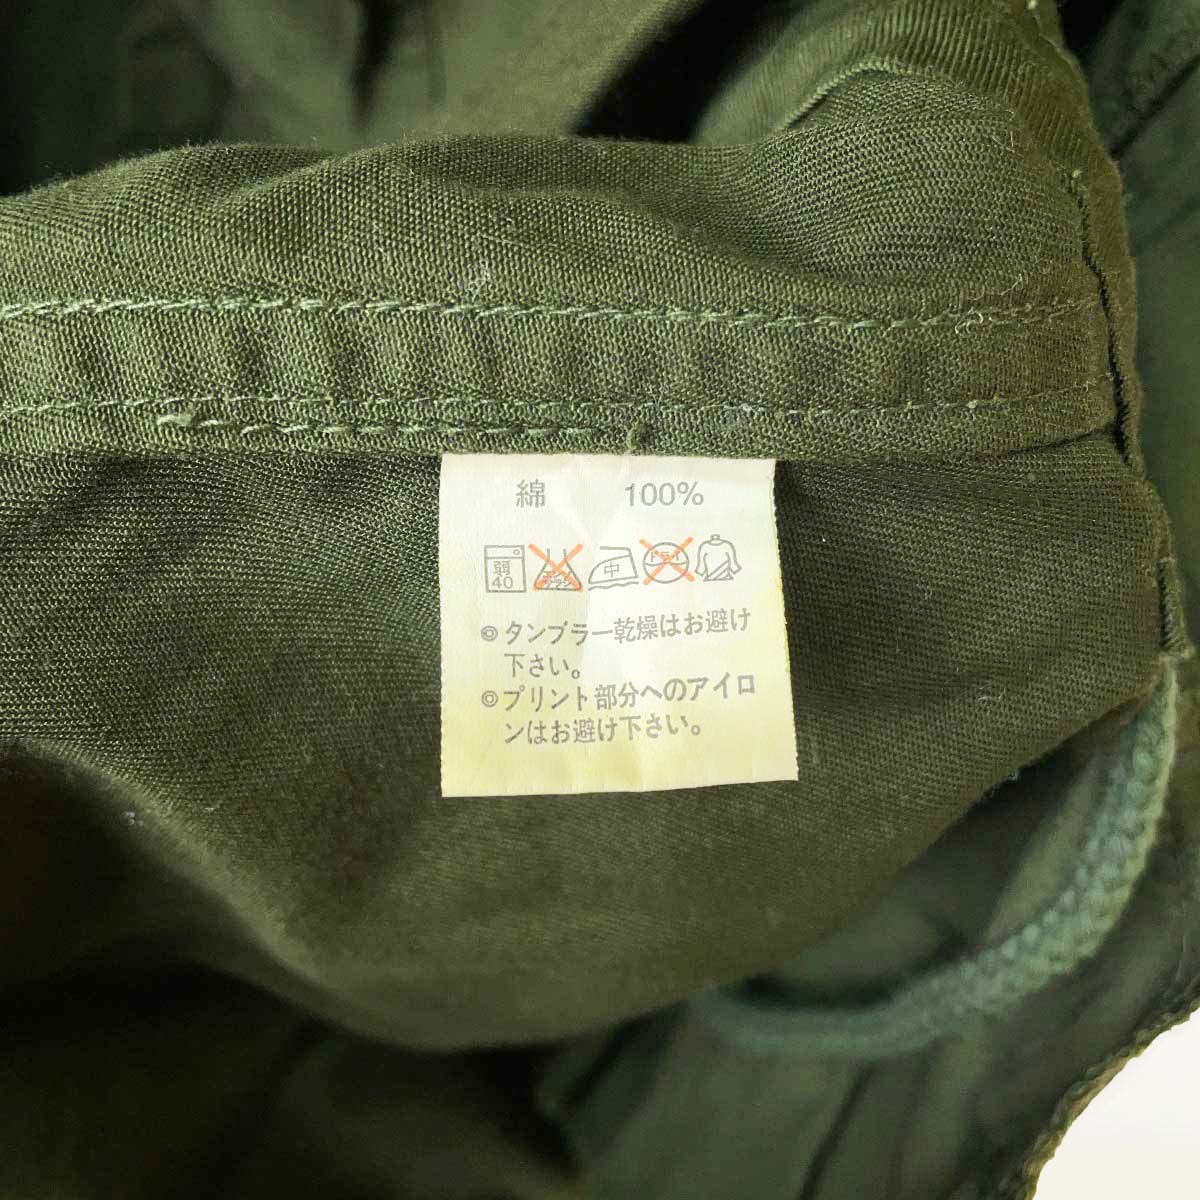 綿 100%
弱 中 ドライ
40
◎タンブラー乾燥はお避け
下さい。
◎プリント部分へのアイロ
ンはお避け下さい。